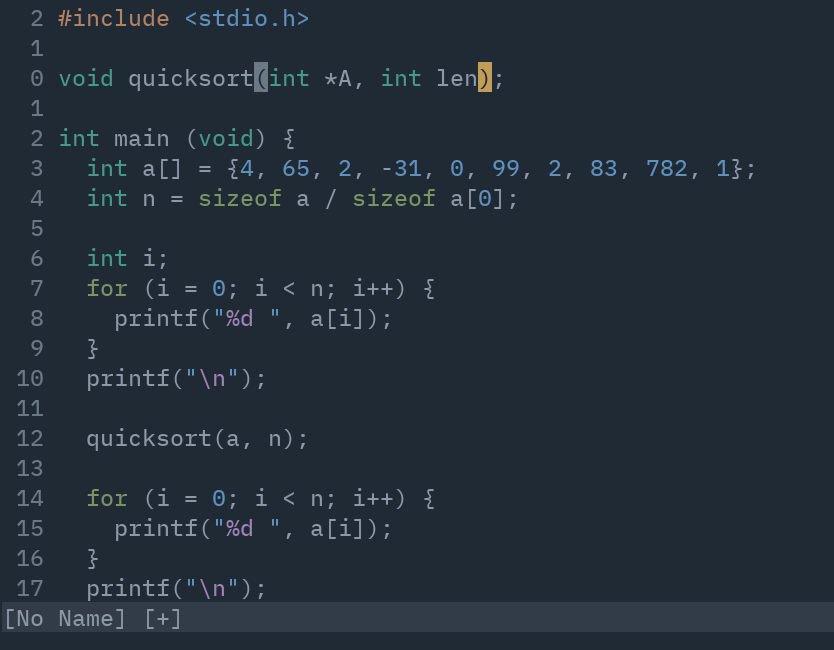 2 #include <stdio.h>
1
0 void quicksort(int *A, int len);
1
2 int main (void) {
3   int a[] = {4, 65, 2, -31, 0, 99, 2, 83, 782, 1};
4   int n = sizeof a / sizeof a[0];
5
6   int i;
7   for (i = 0; i < n; i++) {
8     printf("%d ", a[i]);
9   }
10   printf("\n");
11
12   quicksort(a, n);
13
14   for (i = 0; i < n; i++) {
15     printf("%d ", a[i]);
16   }
17   printf("\n");
[No Name] [+]